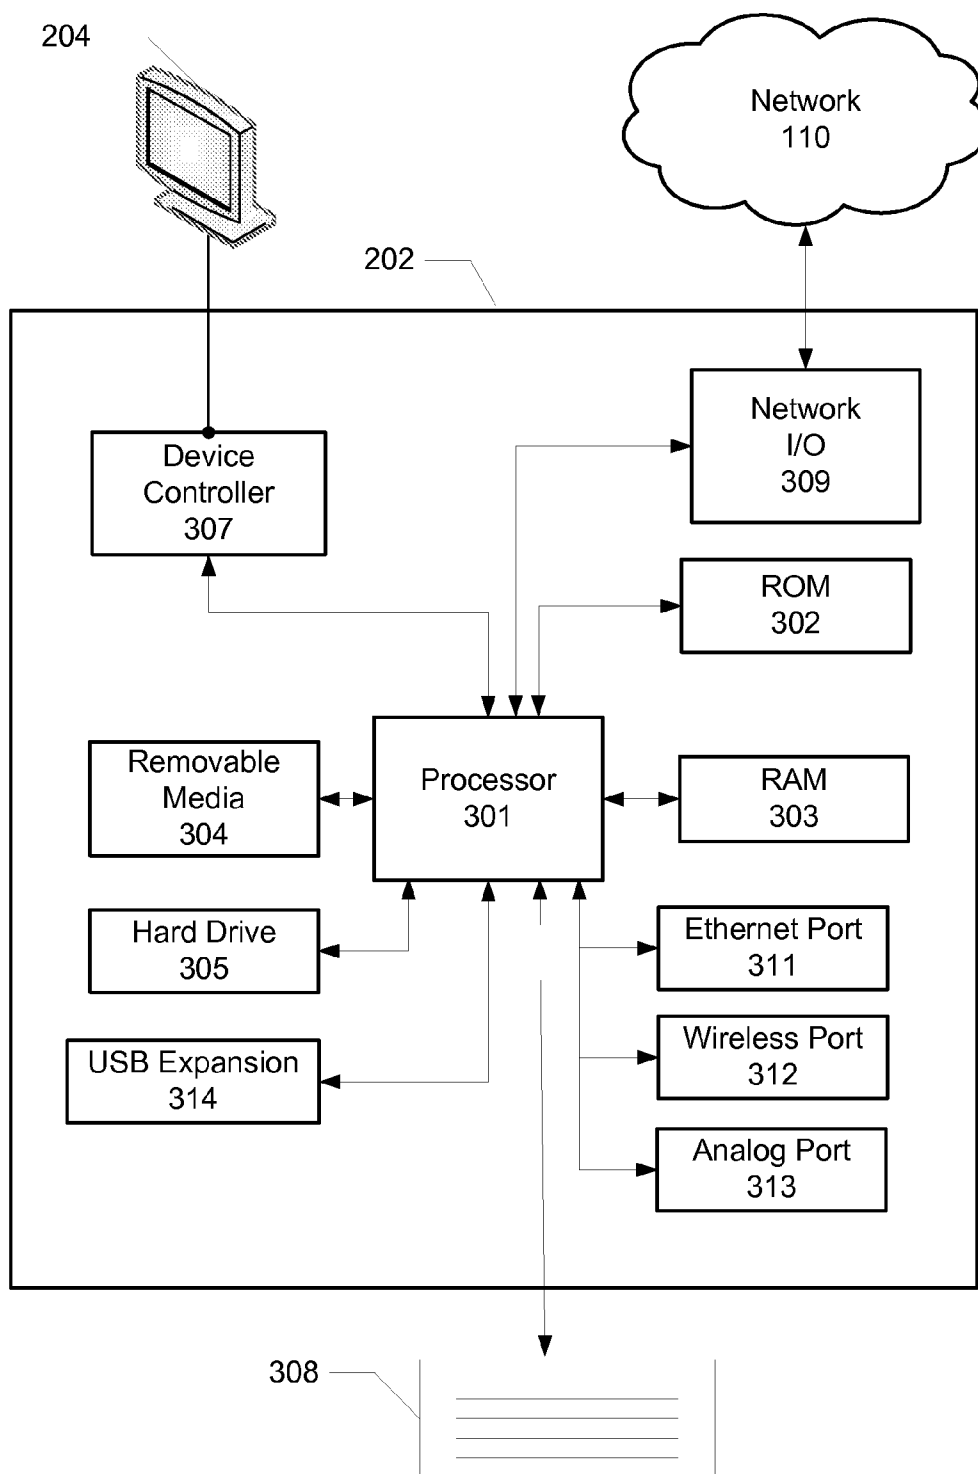 204
Network
110
202
Network
I/O
309
Device
Controller
307
ROM
302
Removable
Media
304
Processor
301
RAM
303
Hard Drive
305
Ethernet Port
311
USB Expansion
314
Wireless Port
312
Analog Port
313
308